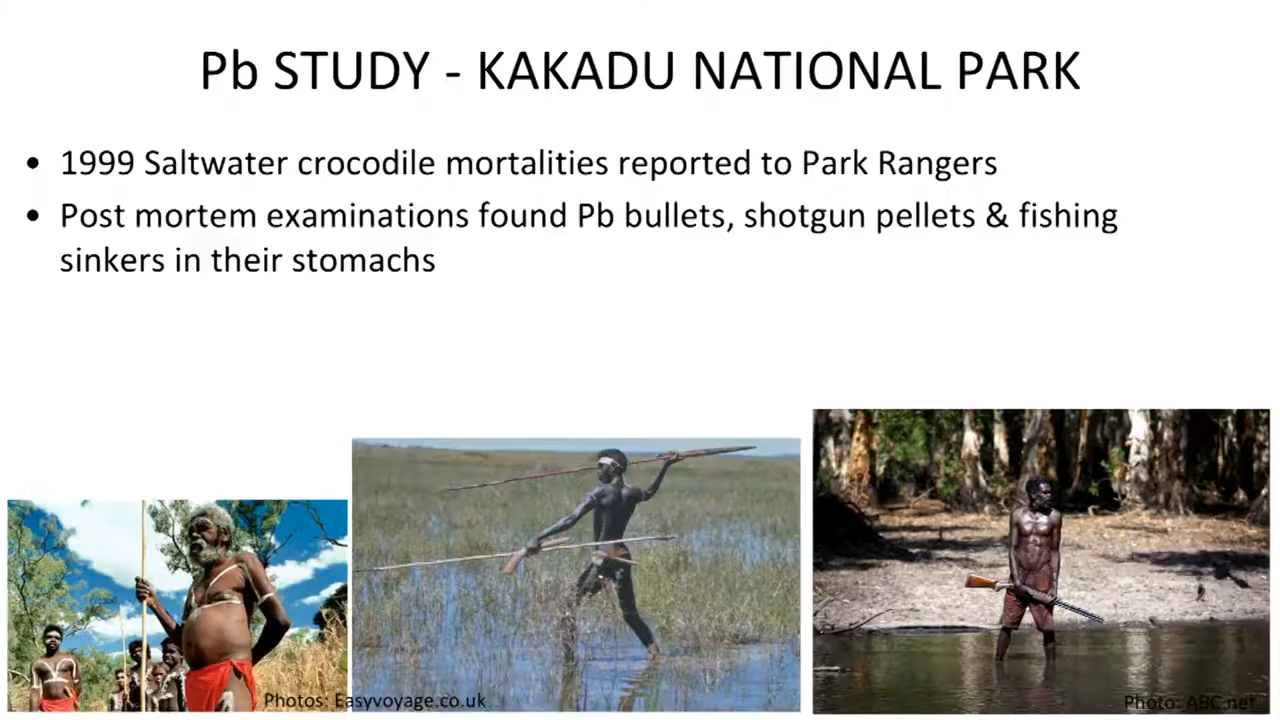 Pb STUDY - KAKADU NATIONAL PARK
• 1999 Saltwater crocodile mortalities reported to Park Rangers
• Post mortem examinations found Pb bullets, shotgun pellets & fishing
sinkers in their stomachs
Photos: Easyvoyage.co.uk
Photo: ABC.net